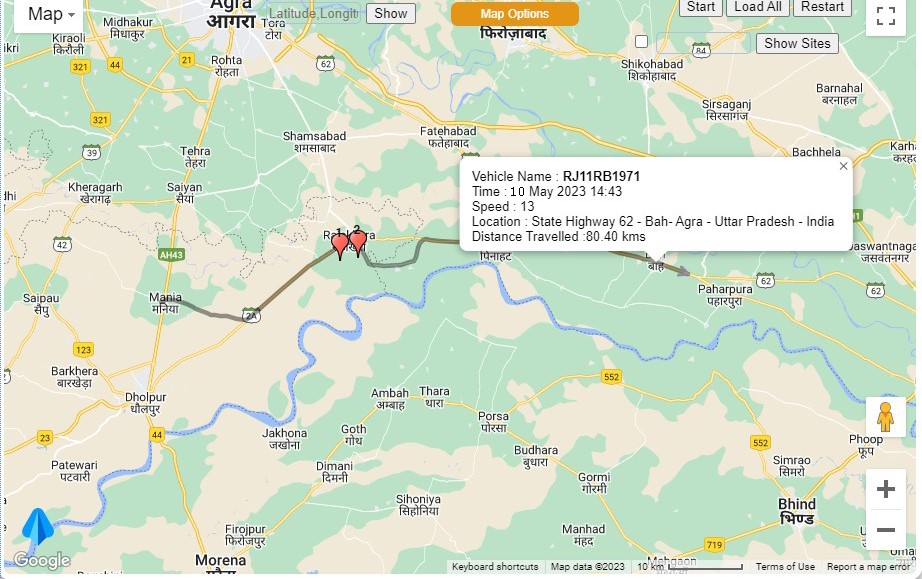 Map
Latitude,Longit
Show
Map Options
Start
Load All
Restart
Show Sites
Agra
आगरा
Tora
टोरा
Midhakur
मिधाकुर
Kiraoli
किरौली
Rohta
रोहता
321
44
21
62
फ़िरोज़ाबाद
84
Shikohabad
शिकोहाबाद
Barnahal
बरनाहल
Sirsaganj
सिरसागंज
321
39
Tehra
तेहरा
Shamsabad
शमसाबाद
Fatehabad
फतेहाबाद
Bachhela
Kheragarh
खेरागढ़
Saiyan
सैंया
Vehicle Name : RJ11RB1971
Time : 10 May 2023 14:43
Speed : 13
Location : State Highway 62 - Bah- Agra - Uttar Pradesh - India
Distance Travelled :80.40 kms
1
2
42
AH43
पिनाहट
बाह
Jaswantnagar
जसवंतनगर
Paharpura
पहारपुरा
62
62
Saipau
सैपु
Mania
मनिया
2A
123
Barkhera
बारखेड़ा
Dholpur
धौलपुर
552
Ambah
अम्बाह
Thara
थारा
Porsa
पोरसा
23
44
Jakhona
जखोना
Goth
गोथ
552
Phoop
फूप
Patewari
पटवारी
Dimani
दिमनी
Budhara
बुधारा
Simrao
सिमरो
Gormi
गोरमी
Sihoniya
सिहोनिया
Bhind
भिण्ड
Firojpur
फिरोजपुर
Manhad
मंहद
719
Morena
Google
Keyboard shortcuts
Map data ©2023
10 km
Terms of Use
Report a map error